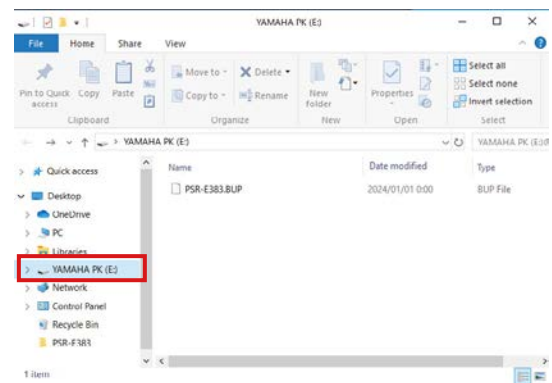 YAMAHA PK (E:)
File Home Share View
Pin to Quick access
Copy
Paste
Move to
Copy to
Delete
Rename
New folder
Properties
Select all
Select none
Invert selection
Clipboard Organize New Open Select
YAMAHA PK (E:)
YAMAHA PK (E:)
Name Date modified Type
PSR-E383.BUP 2024/01/01 0:00 BUP File
Quick access
Desktop
OneDrive
PC
Libraries
YAMAHA PK (E:)
Network
Control Panel
Recycle Bin
PSR-E383
1 item